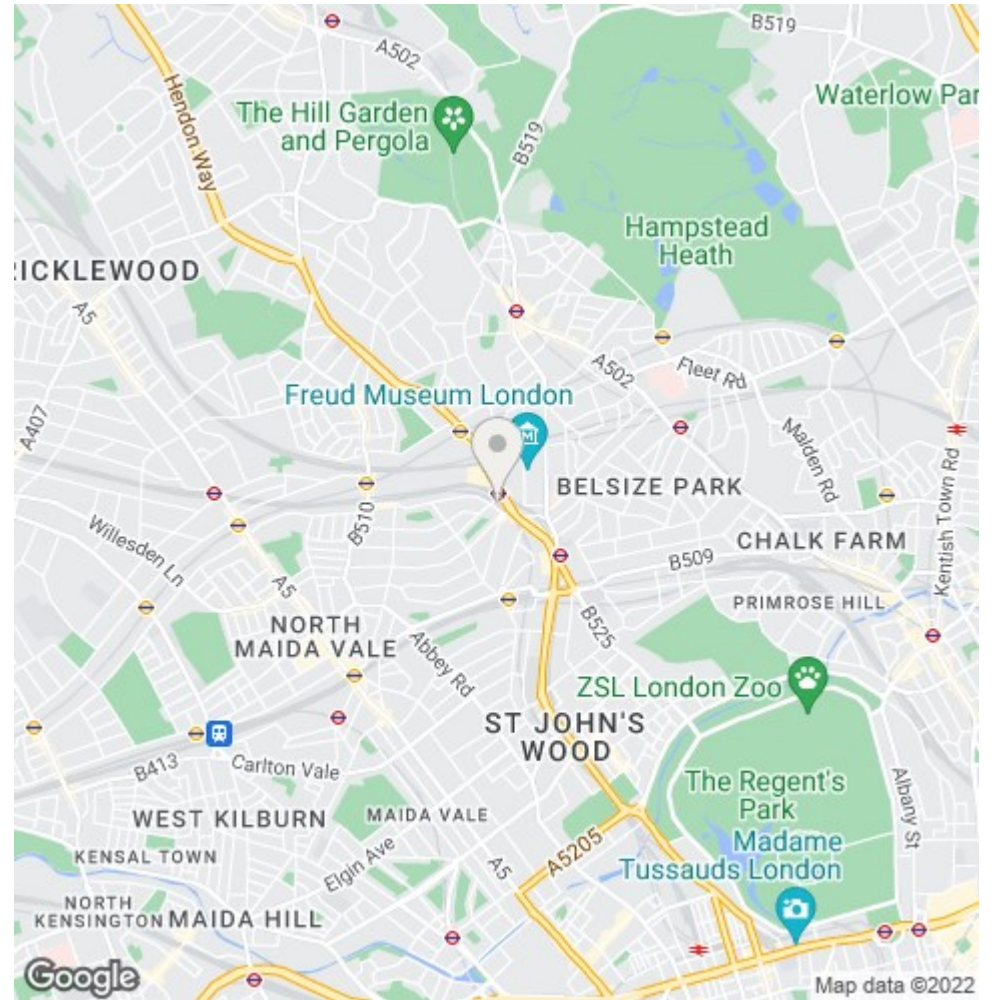 B519
A502
Hendon Way
The Hill Garden
and Pergola
B519
Waterlow Par
Hampstead
Heath
RICKLEWOOD
A5
A502
Fleet Rd
Freud Museum London
A407
Malden Rd
BELSIZE PARK
Kentish Town Rd
B510
Willesden Ln
CHALK FARM
B509
A5
PRIMROSE HILL
B525
NORTH
MAIDA VALE
Abbey Rd
ZSL London Zoo
ST JOHN'S
WOOD
B413
Carlton Vale
The Regent's
Park
Albany St
WEST KILBURN
MAIDA VALE
Madame
Tussauds London
KENSAL TOWN
Elgin Ave
A5
A5205
NORTH
KENSINGTON
MAIDA HILL
Google
Map data ©2022